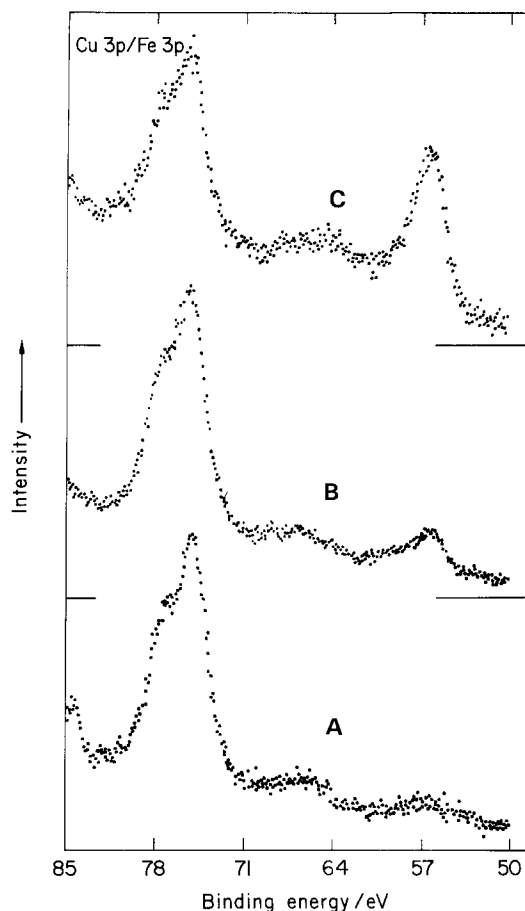 Cu 3p/Fe 3p
C
B
A
Intensity
85 78 71 64 57 50
Binding energy/eV